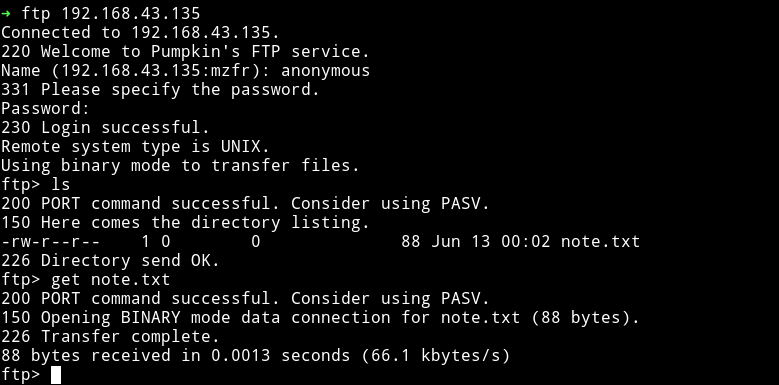 ➜ ftp 192.168.43.135
Connected to 192.168.43.135.
220 Welcome to Pumpkin's FTP service.
Name (192.168.43.135:mzfr): anonymous
331 Please specify the password.
Password:
230 Login successful.
Remote system type is UNIX.
Using binary mode to transfer files.
ftp> ls
200 PORT command successful. Consider using PASV.
150 Here comes the directory listing.
-rw-r--r--    1 0        0              88 Jun 13 00:02 note.txt
226 Directory send OK.
ftp> get note.txt
200 PORT command successful. Consider using PASV.
150 Opening BINARY mode data connection for note.txt (88 bytes).
226 Transfer complete.
88 bytes received in 0.0013 seconds (66.1 kbytes/s)
ftp>